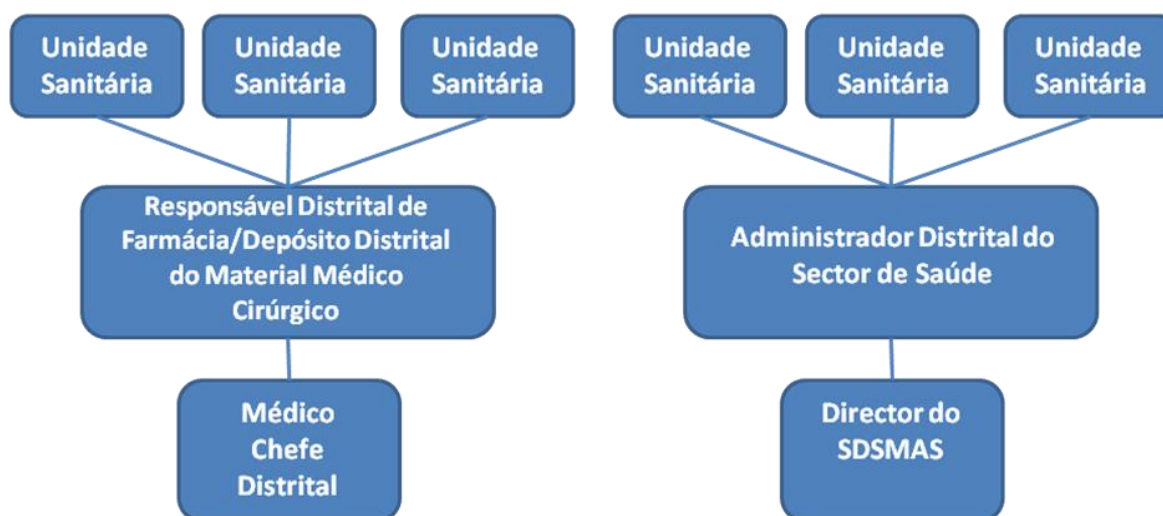 Unidade
Sanitária
Unidade
Sanitária
Unidade
Sanitária
Unidade
Sanitária
Unidade
Sanitária
Unidade
Sanitária
Responsável Distrital de
Farmácia/Depósito Distrital
do Material Médico
Cirúrgico
Administrador Distrital do
Sector de Saúde
Médico
Chefe
Distrital
Director do
SDSMAS